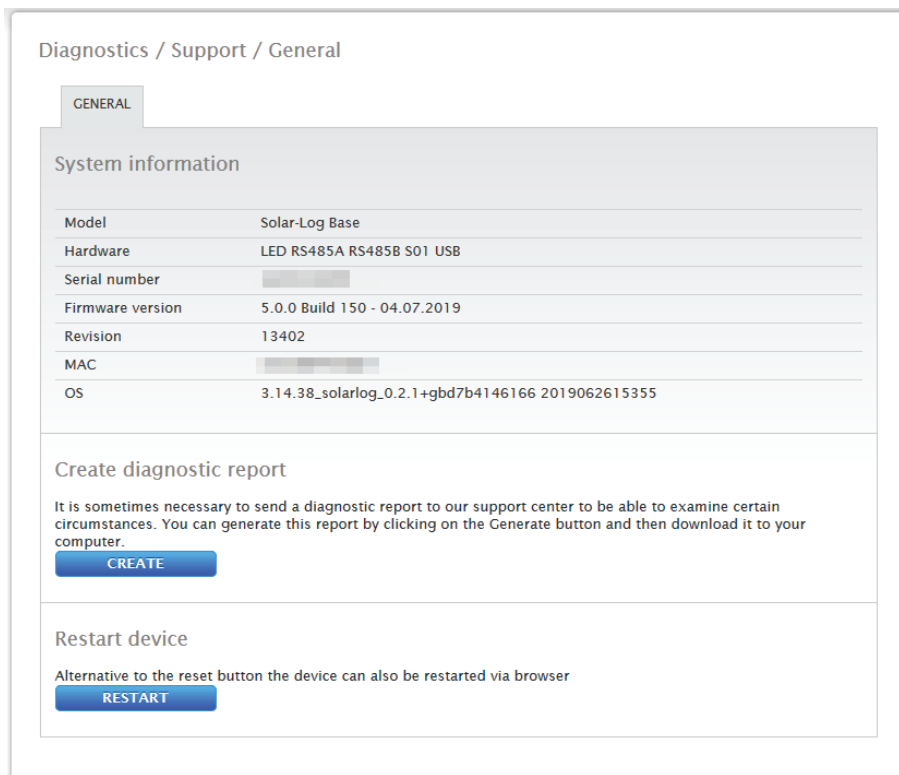 Diagnostics / Support / General
GENERAL
System information
Model Solar-Log Base
Hardware LED RS485A RS485B S01 USB
Serial number
Firmware version 5.0.0 Build 150 - 04.07.2019
Revision 13402
MAC
OS 3.14.38_solarlog_0.2.1+gbd7b4146166 2019062615355
Create diagnostic report
It is sometimes necessary to send a diagnostic report to our support center to be able to examine certain
circumstances. You can generate this report by clicking on the Generate button and then download it to your
computer.
CREATE
Restart device
Alternative to the reset button the device can also be restarted via browser
RESTART